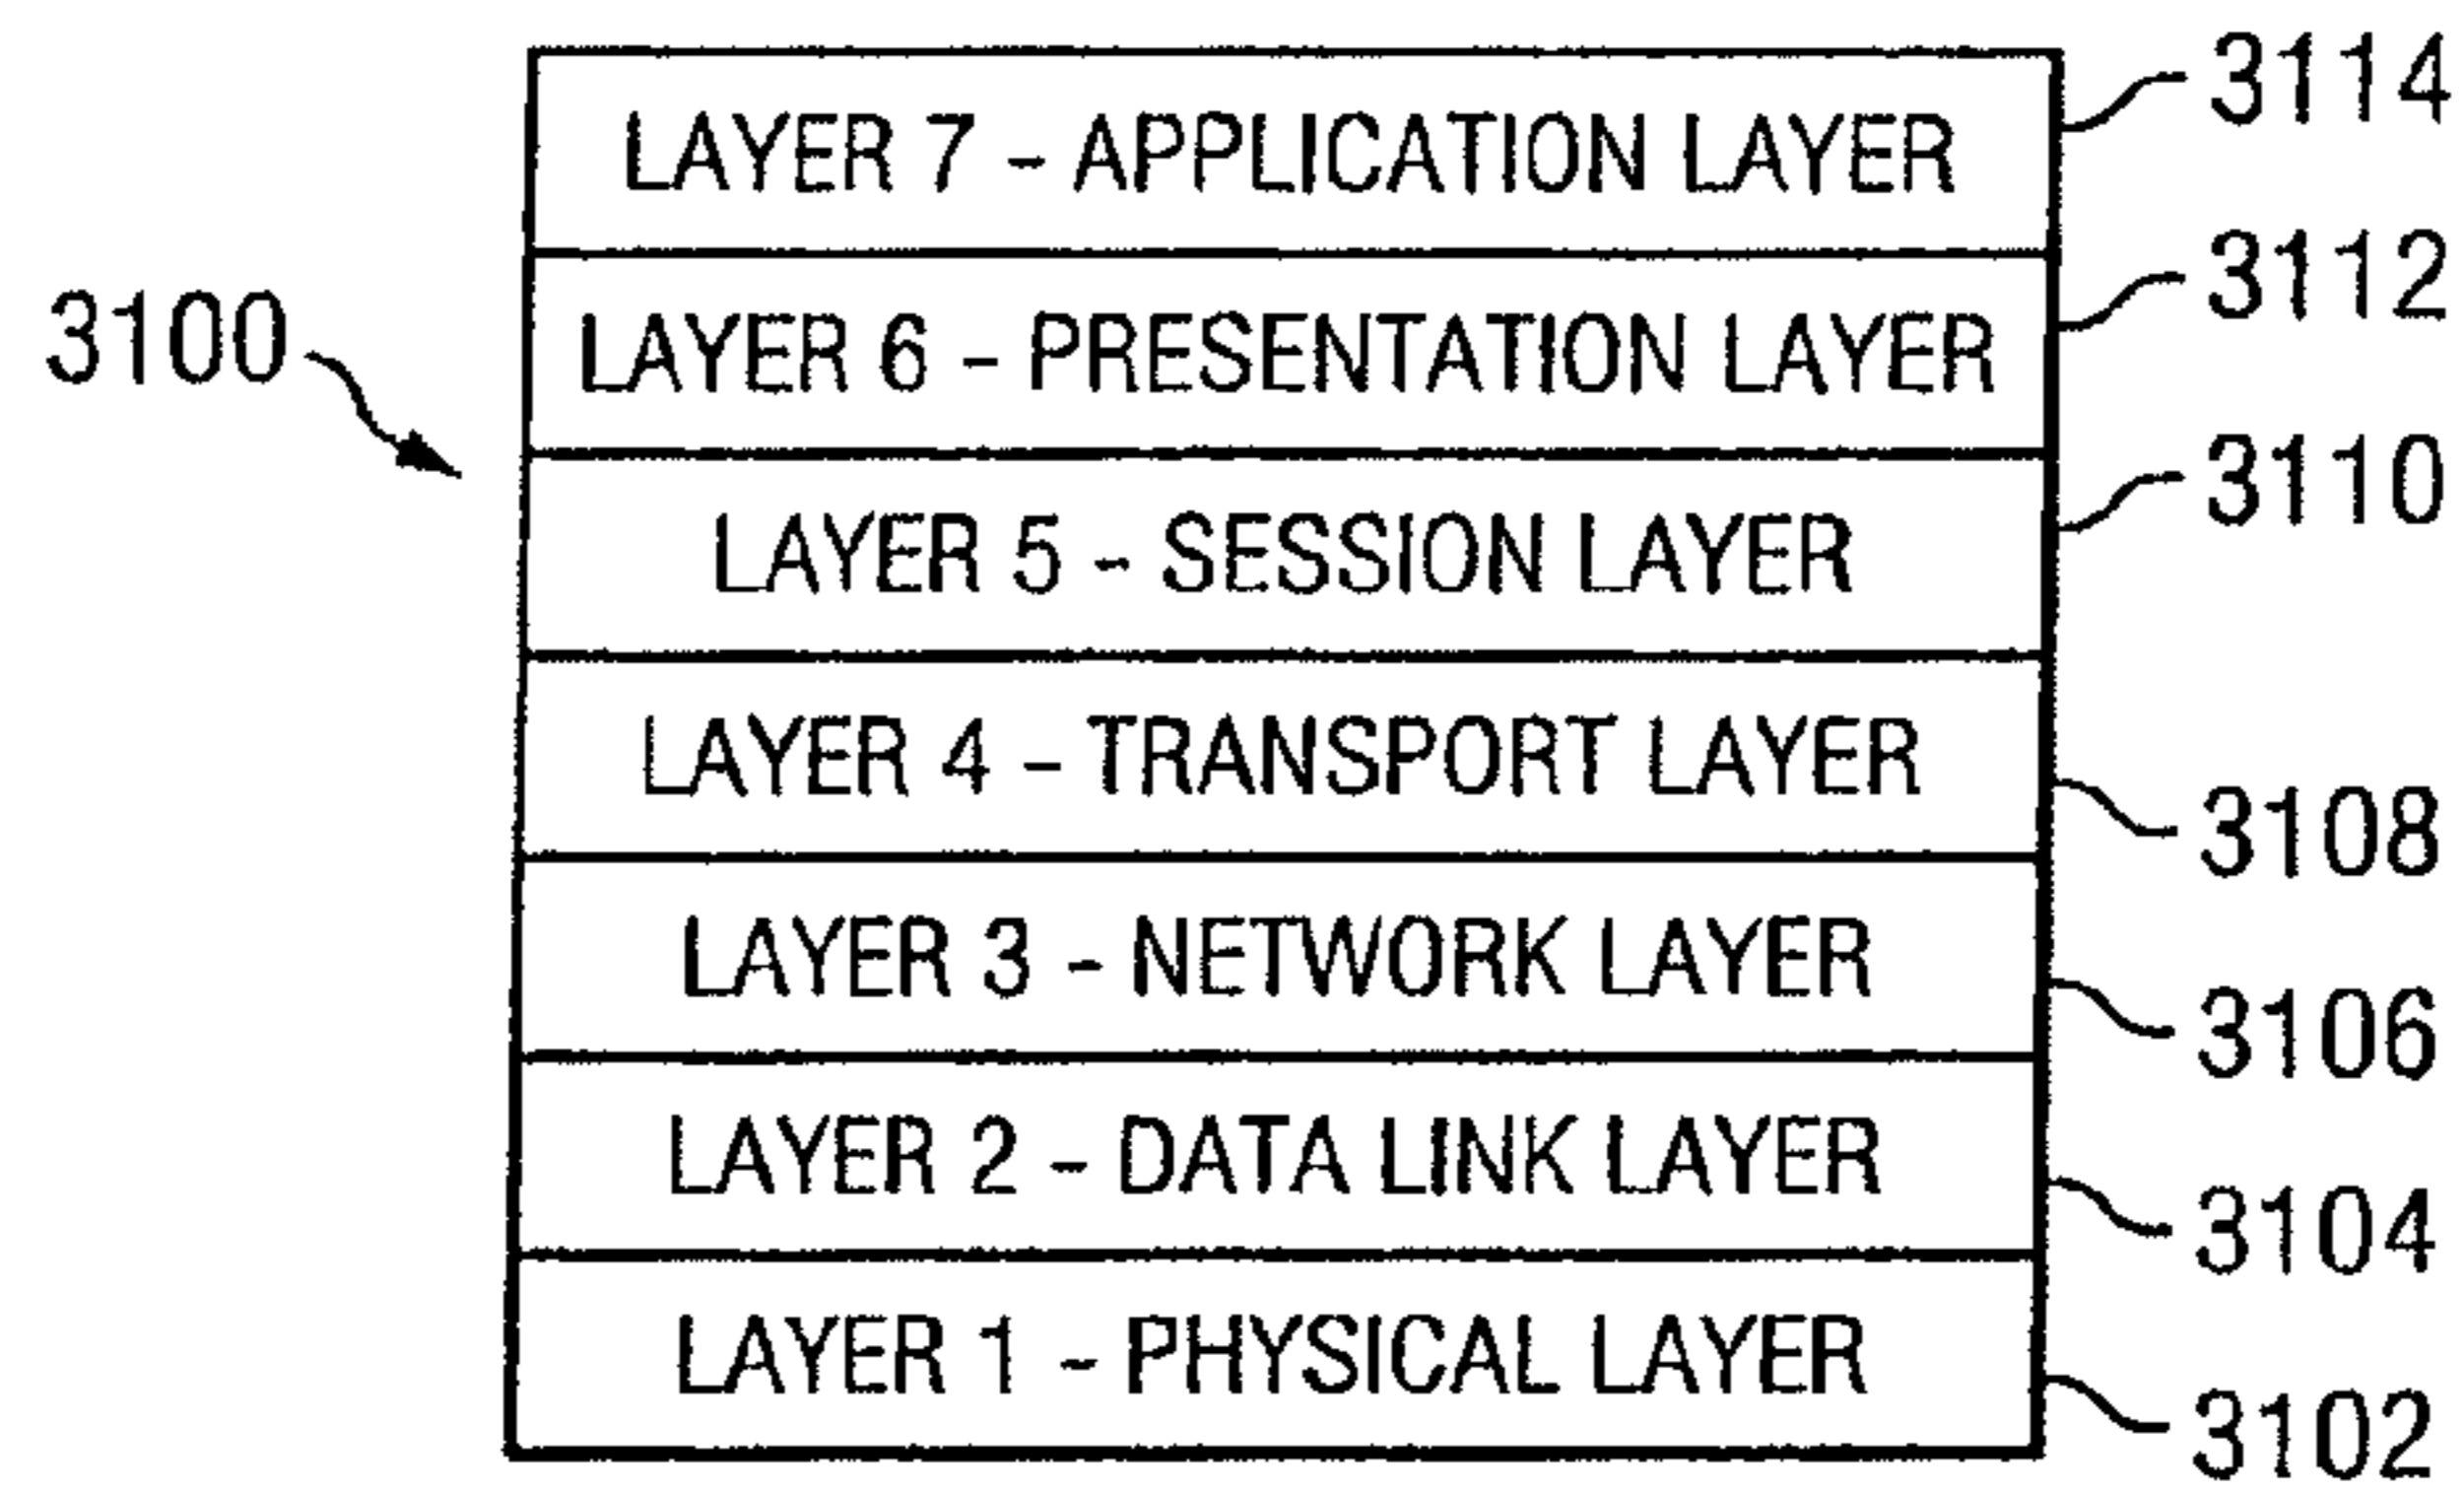 3114
LAYER 7 - APPLICATION LAYER
3112
LAYER 6 - PRESENTATION LAYER
3100
3110
LAYER 5 - SESSION LAYER
LAYER 4 - TRANSPORT LAYER
3108
LAYER 3 - NETWORK LAYER
3106
LAYER 2 - DATA LINK LAYER
3104
LAYER 1 - PHYSICAL LAYER
3102